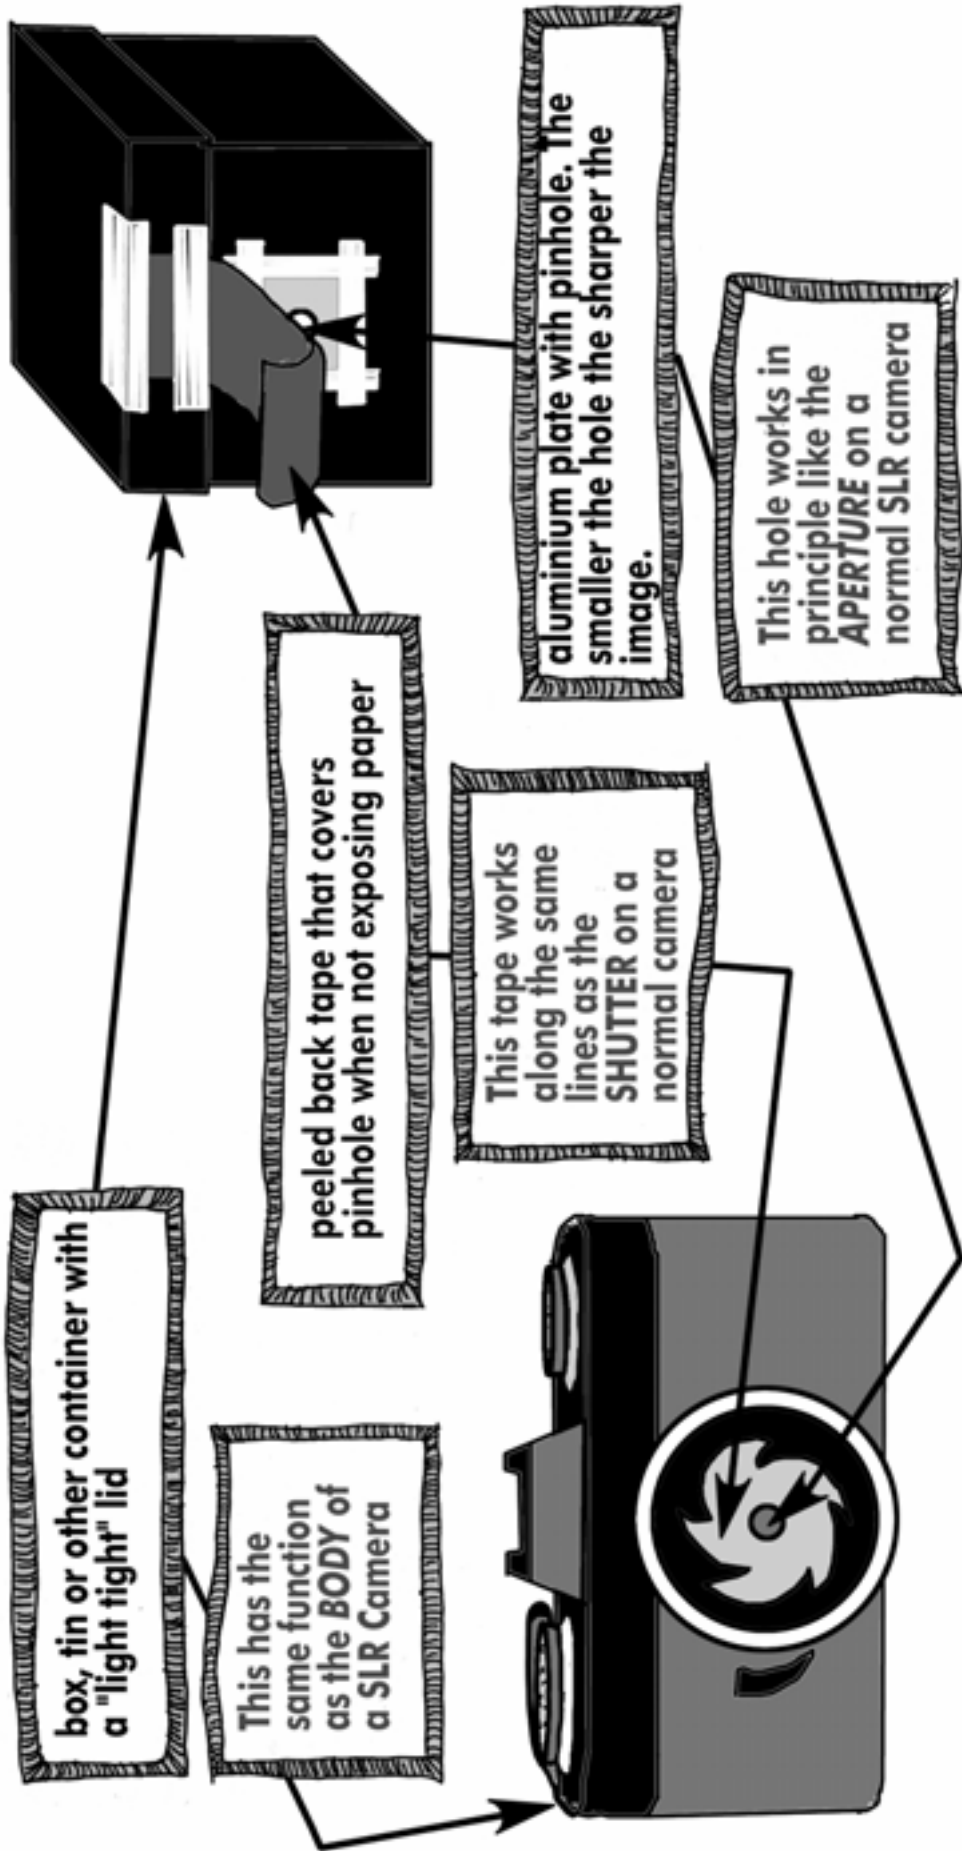 box, tin or other container with
a "light tight" lid
This has the
same function
as the BODY of
a SLR Camera
peeled back tape that covers
pinhole when not exposing paper
This tape works
along the same
lines as the
SHUTTER on a
normal camera
aluminium plate with pinhole. The
smaller the hole the sharper the
image.
This hole works in
principle like the
APERTURE on a
normal SLR camera